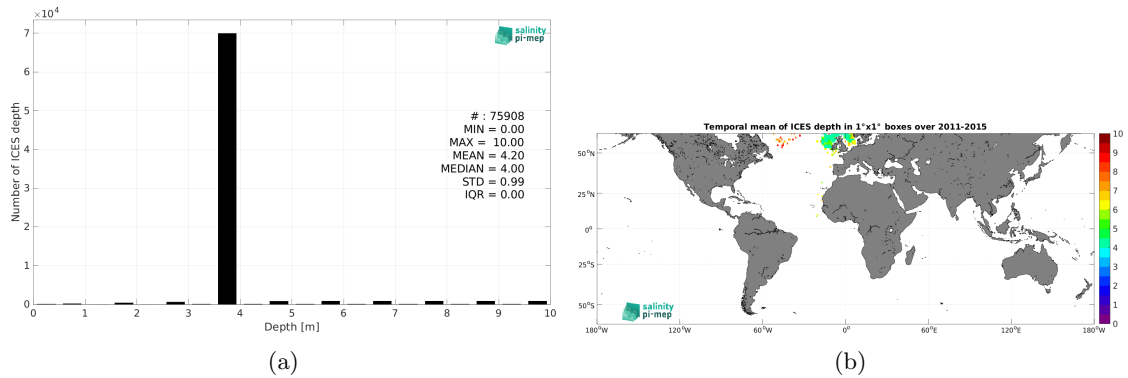 ×10⁴
7
6
5
4
3
2
1
0
Number of ICES depth
salinity
pi-mep
# : 75908
MIN = 0.00
MAX = 10.00
MEAN = 4.20
MEDIAN = 4.00
STD = 0.99
IQR = 0.00
0 1 2 3 4 5 6 7 8 9 10
Depth [m]
(a)
Temporal mean of ICES depth in 1°x1° boxes over 2011-2015
50°N
25°N
0°
25°S
50°S
salinity
pi-mep
180°W 120°W 60°W 0° 60°E 120°E 180°W
10
9
8
7
6
5
4
3
2
1
0
(b)